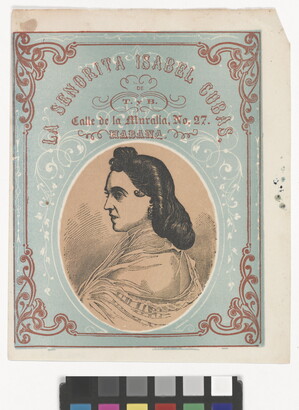 LA SEÑORITA ISABEL CUBAS.
DE
T. y H.
Calle de la Muralla, No. 27.
HABANA.